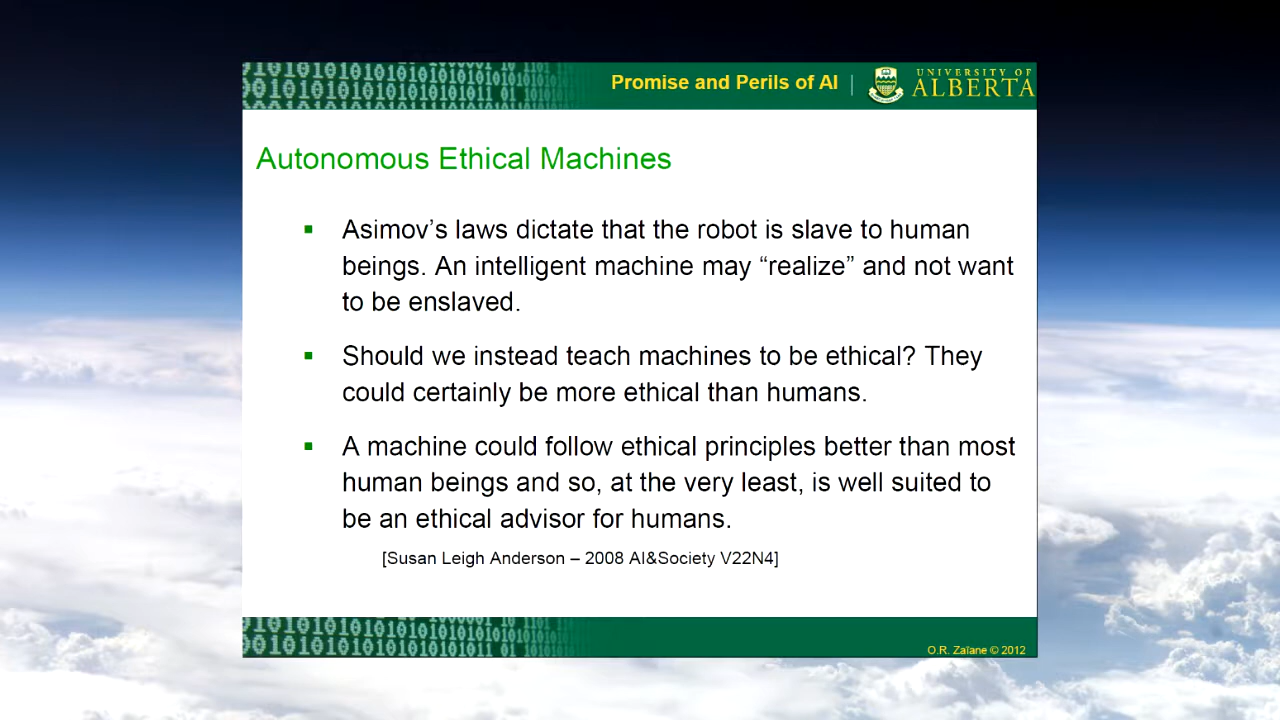 Promise and Perils of AI
UNIVERSITY OF
ALBERTA
Autonomous Ethical Machines
Asimov’s laws dictate that the robot is slave to human
beings. An intelligent machine may “realize” and not want
to be enslaved.
Should we instead teach machines to be ethical? They
could certainly be more ethical than humans.
A machine could follow ethical principles better than most
human beings and so, at the very least, is well suited to
be an ethical advisor for humans.
[Susan Leigh Anderson – 2008 AI&Society V22N4]
O.R. Zaïane © 2012